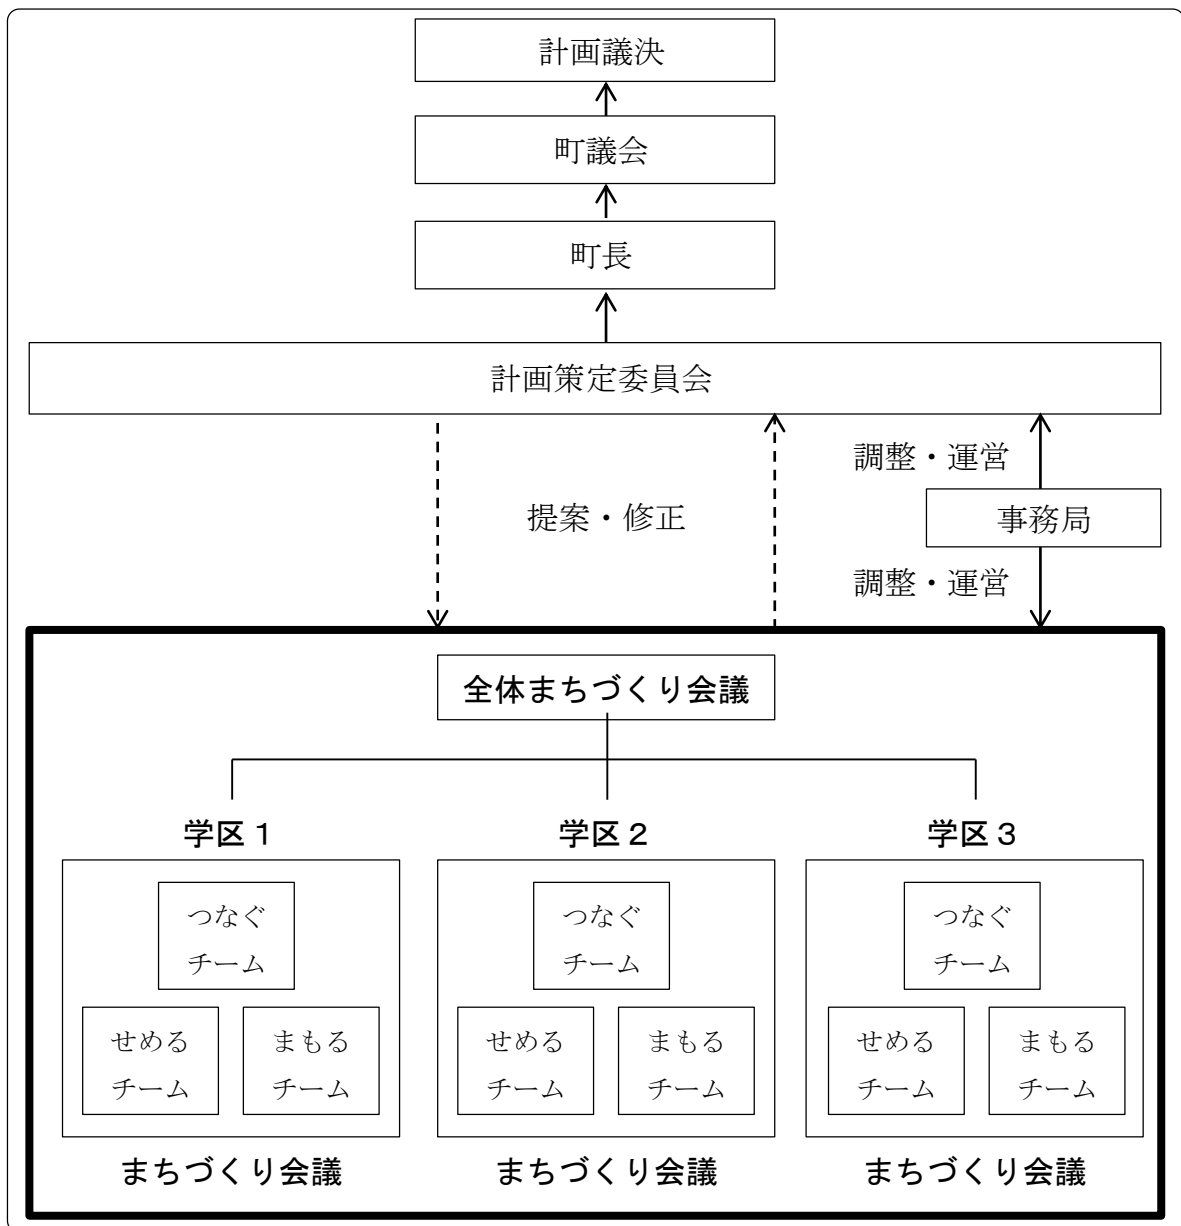 計画議決
町議会
町長
計画策定委員会
調整・運営
提案・修正
事務局
調整・運営
全体まちづくり会議
学区１
学区２
学区３
つなぐ
チーム
せめる
チーム
まもる
チーム
つなぐ
チーム
せめる
チーム
まもる
チーム
つなぐ
チーム
せめる
チーム
まもる
チーム
まちづくり会議
まちづくり会議
まちづくり会議